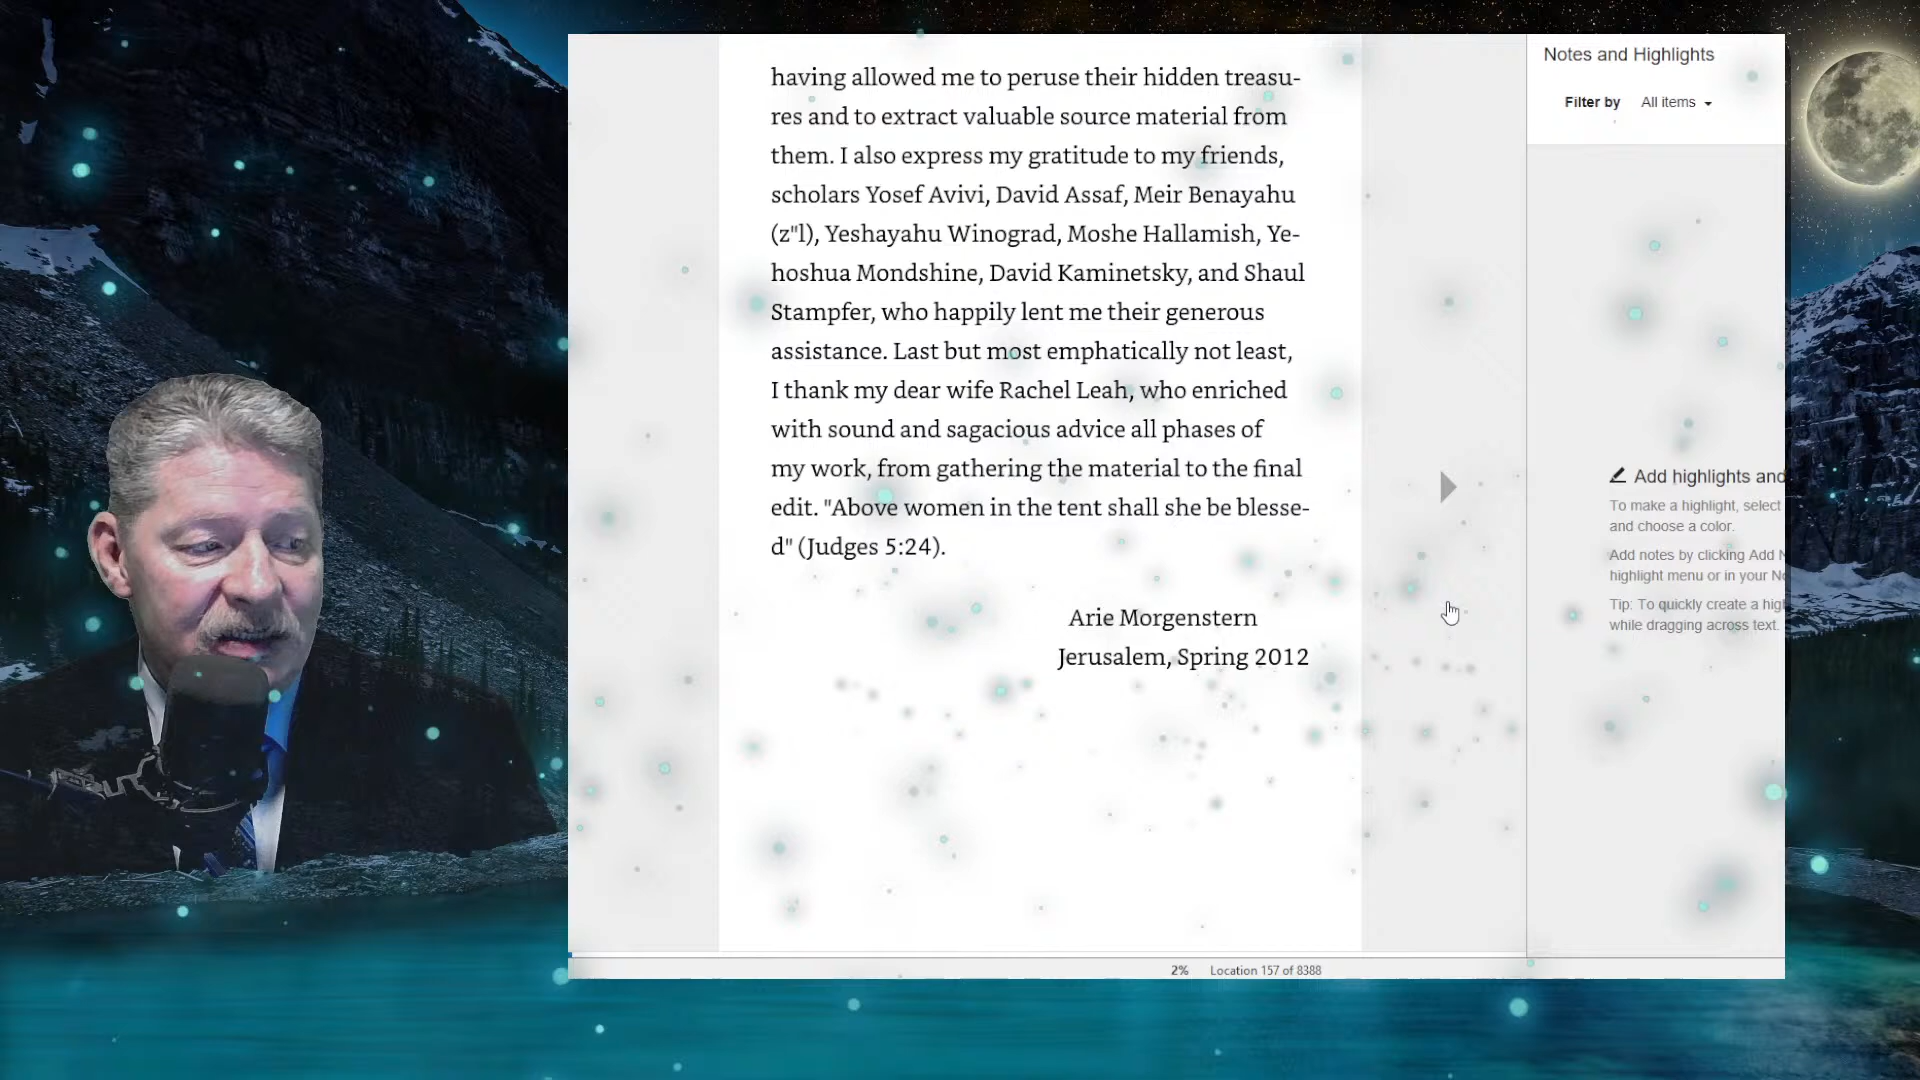 having allowed me to peruse their hidden treasu-
res and to extract valuable source material from
them. I also express my gratitude to my friends,
scholars Yosef Avivi, David Assaf, Meir Benayahu
(z"l), Yeshayahu Winograd, Moshe Hallamish, Ye-
hoshua Mondshine, David Kaminetsky, and Shaul
Stampfer, who happily lent me their generous
assistance. Last but most emphatically not least,
I thank my dear wife Rachel Leah, who enriched
with sound and sagacious advice all phases of
my work, from gathering the material to the final
edit. "Above women in the tent shall she be blesse-
d" (Judges 5:24).
Arie Morgenstern
Jerusalem, Spring 2012
2% Location 157 of 8388
Notes and Highlights
Filter by All items
Add highlights and
To make a highlight, select
and choose a color.
Add notes by clicking Add N
highlight menu or in your No
Tip: To quickly create a hig
while dragging across text.